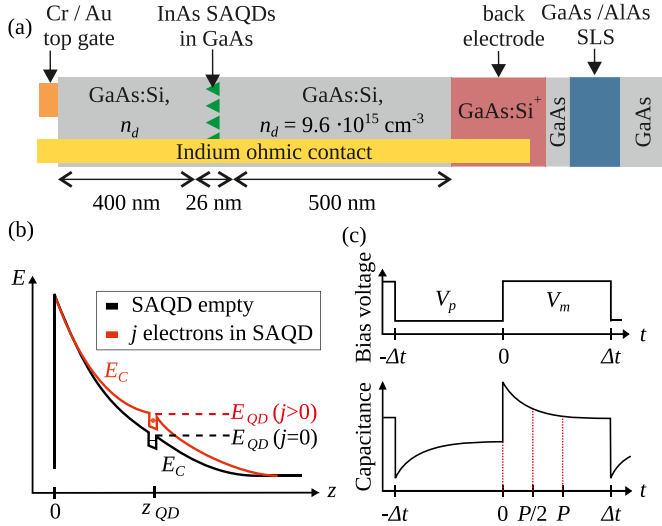 (a)
Cr / Au
top gate
InAs SAQDs
in GaAs
back
electrode
GaAs /AlAs
SLS
GaAs:Si,
n_d
GaAs:Si,
n_d = 9.6 ·10^15 cm^-3
GaAs:Si^+
GaAs
GaAs
Indium ohmic contact
400 nm
26 nm
500 nm
(b)
E
SAQD empty
j electrons in SAQD
E_C
E_QD (j>0)
E_QD (j=0)
E_C
0
z_QD
z
(c)
Bias voltage
V_p
V_m
t
-Δt
0
Δt
Capacitance
t
-Δt
0
P/2
P
Δt